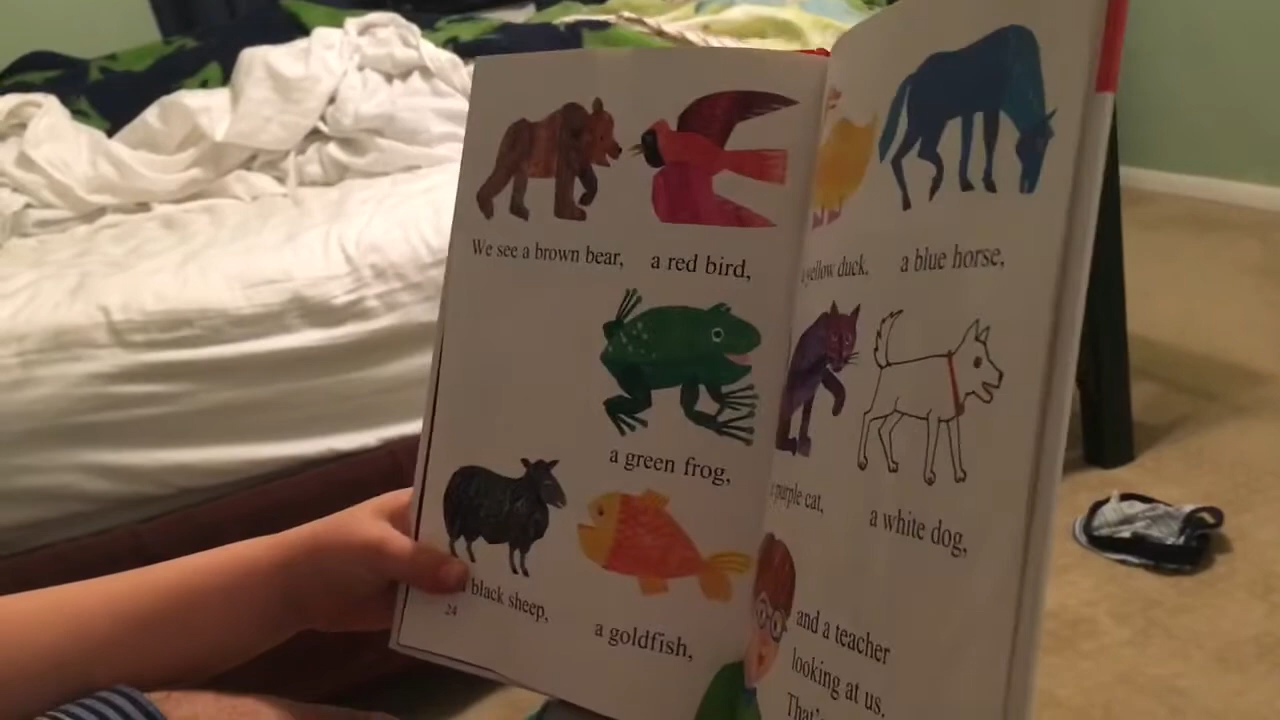 We see a brown bear, a red bird,
yellow duck, a blue horse,
a green frog,
purple cat, a white dog,
black sheep,
a goldfish,
24
and a teacher
looking at us.
That's